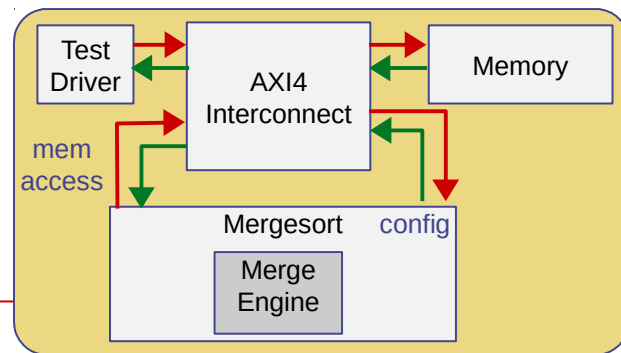 Test
Driver
AXI4
Interconnect
Memory
mem
access
Mergesort
config
Merge
Engine